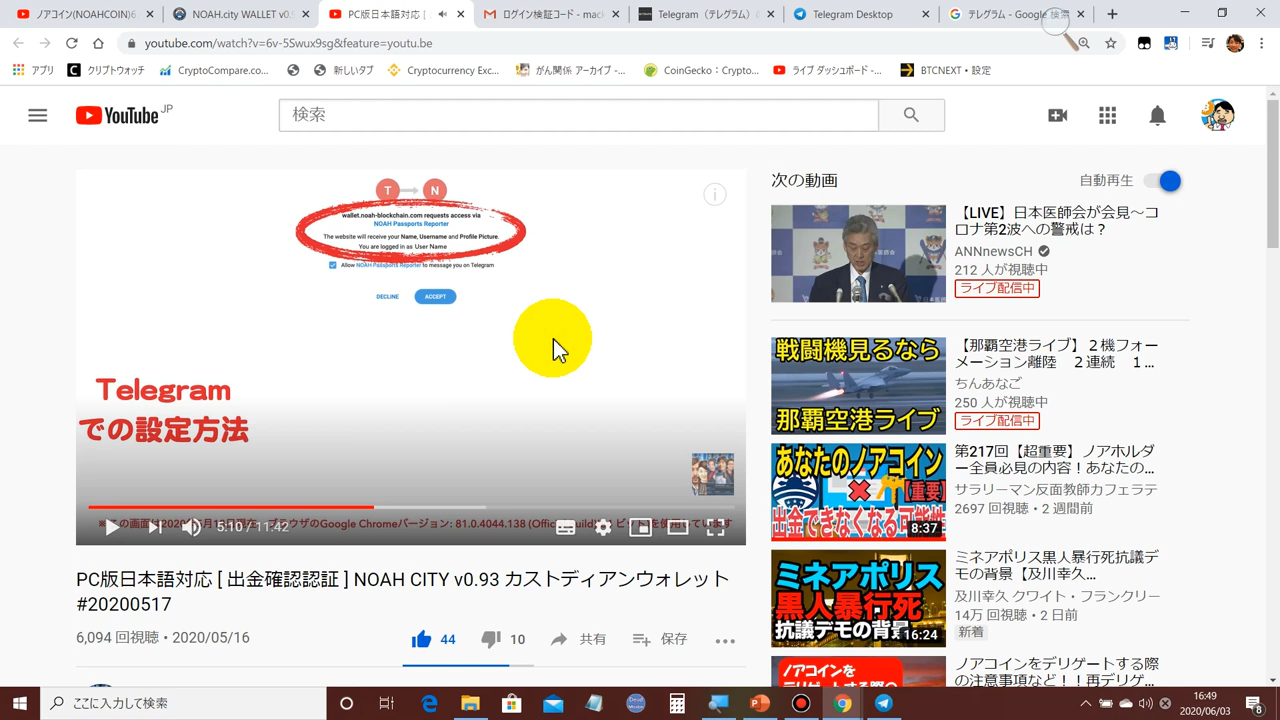 ノアコイン(NOAHCOIN)6
NOAH.city WALLET v0.9
PC版日本語対応 [
ログイン検証コード - mack
Telegram（テレグラム）の
Telegram Desktop
テレグラム - Google 検索
youtube.com/watch?v=6v-5Swux9sg&feature=youtu.be
アプリ
クリプトウォッチ
CryptoCompare.co...
新しいタブ
Cryptocurrency Exc...
がん関係 アーカイブ -...
CoinGecko：Crypto...
ライブ ダッシュボード -...
BTCNEXT・設定
YouTube JP
検索
T N
wallet.noah-blockchain.com requests access via
NOAH Passports Reporter
The website will receive your Name, Username and Profile Picture.
You are logged in as User Name
Allow NOAH Passports Reporter to message you on Telegram
DECLINE ACCEPT
Telegram
での設定方法
5:10 / 11:42
PC版日本語対応 [ 出金確認認証 ] NOAH CITY v0.93 カストディアンウォレット
#20200517
6,094 回視聴・2020/05/16
44
10
共有
保存
次の動画
自動再生
【LIVE】日本医師会が会見〜コ
ロナ第2波への警戒は？
ANNnewsCH
212 人が視聴中
ライブ配信中
戦闘機見るなら
那覇空港ライブ
【那覇空港ライブ】２機フォー
メーション離陸　２連続　１...
ちんあなご
250 人が視聴中
ライブ配信中
あなたのノアコイン
【重要】
出金できなくなる可能性
8:37
第217回【超重要】ノアホルダ
ー全員必見の内容！あなたの...
サラリーマン反面教師カフェラテ
2697 回視聴・2 週間前
ミネアポリス
黒人暴行死
抗議デモの背景
16:24
ミネアポリス黒人暴行死抗議デ
モの背景【及川幸久...
及川幸久 クワイト・フランクリー
14万 回視聴・2 日前
新着
ノアコインを
デリゲートする際の
ノアコインをデリゲートする際
の注意事項など！！再デリゲ...
ここに入力して検索
16:49
2020/06/03
8